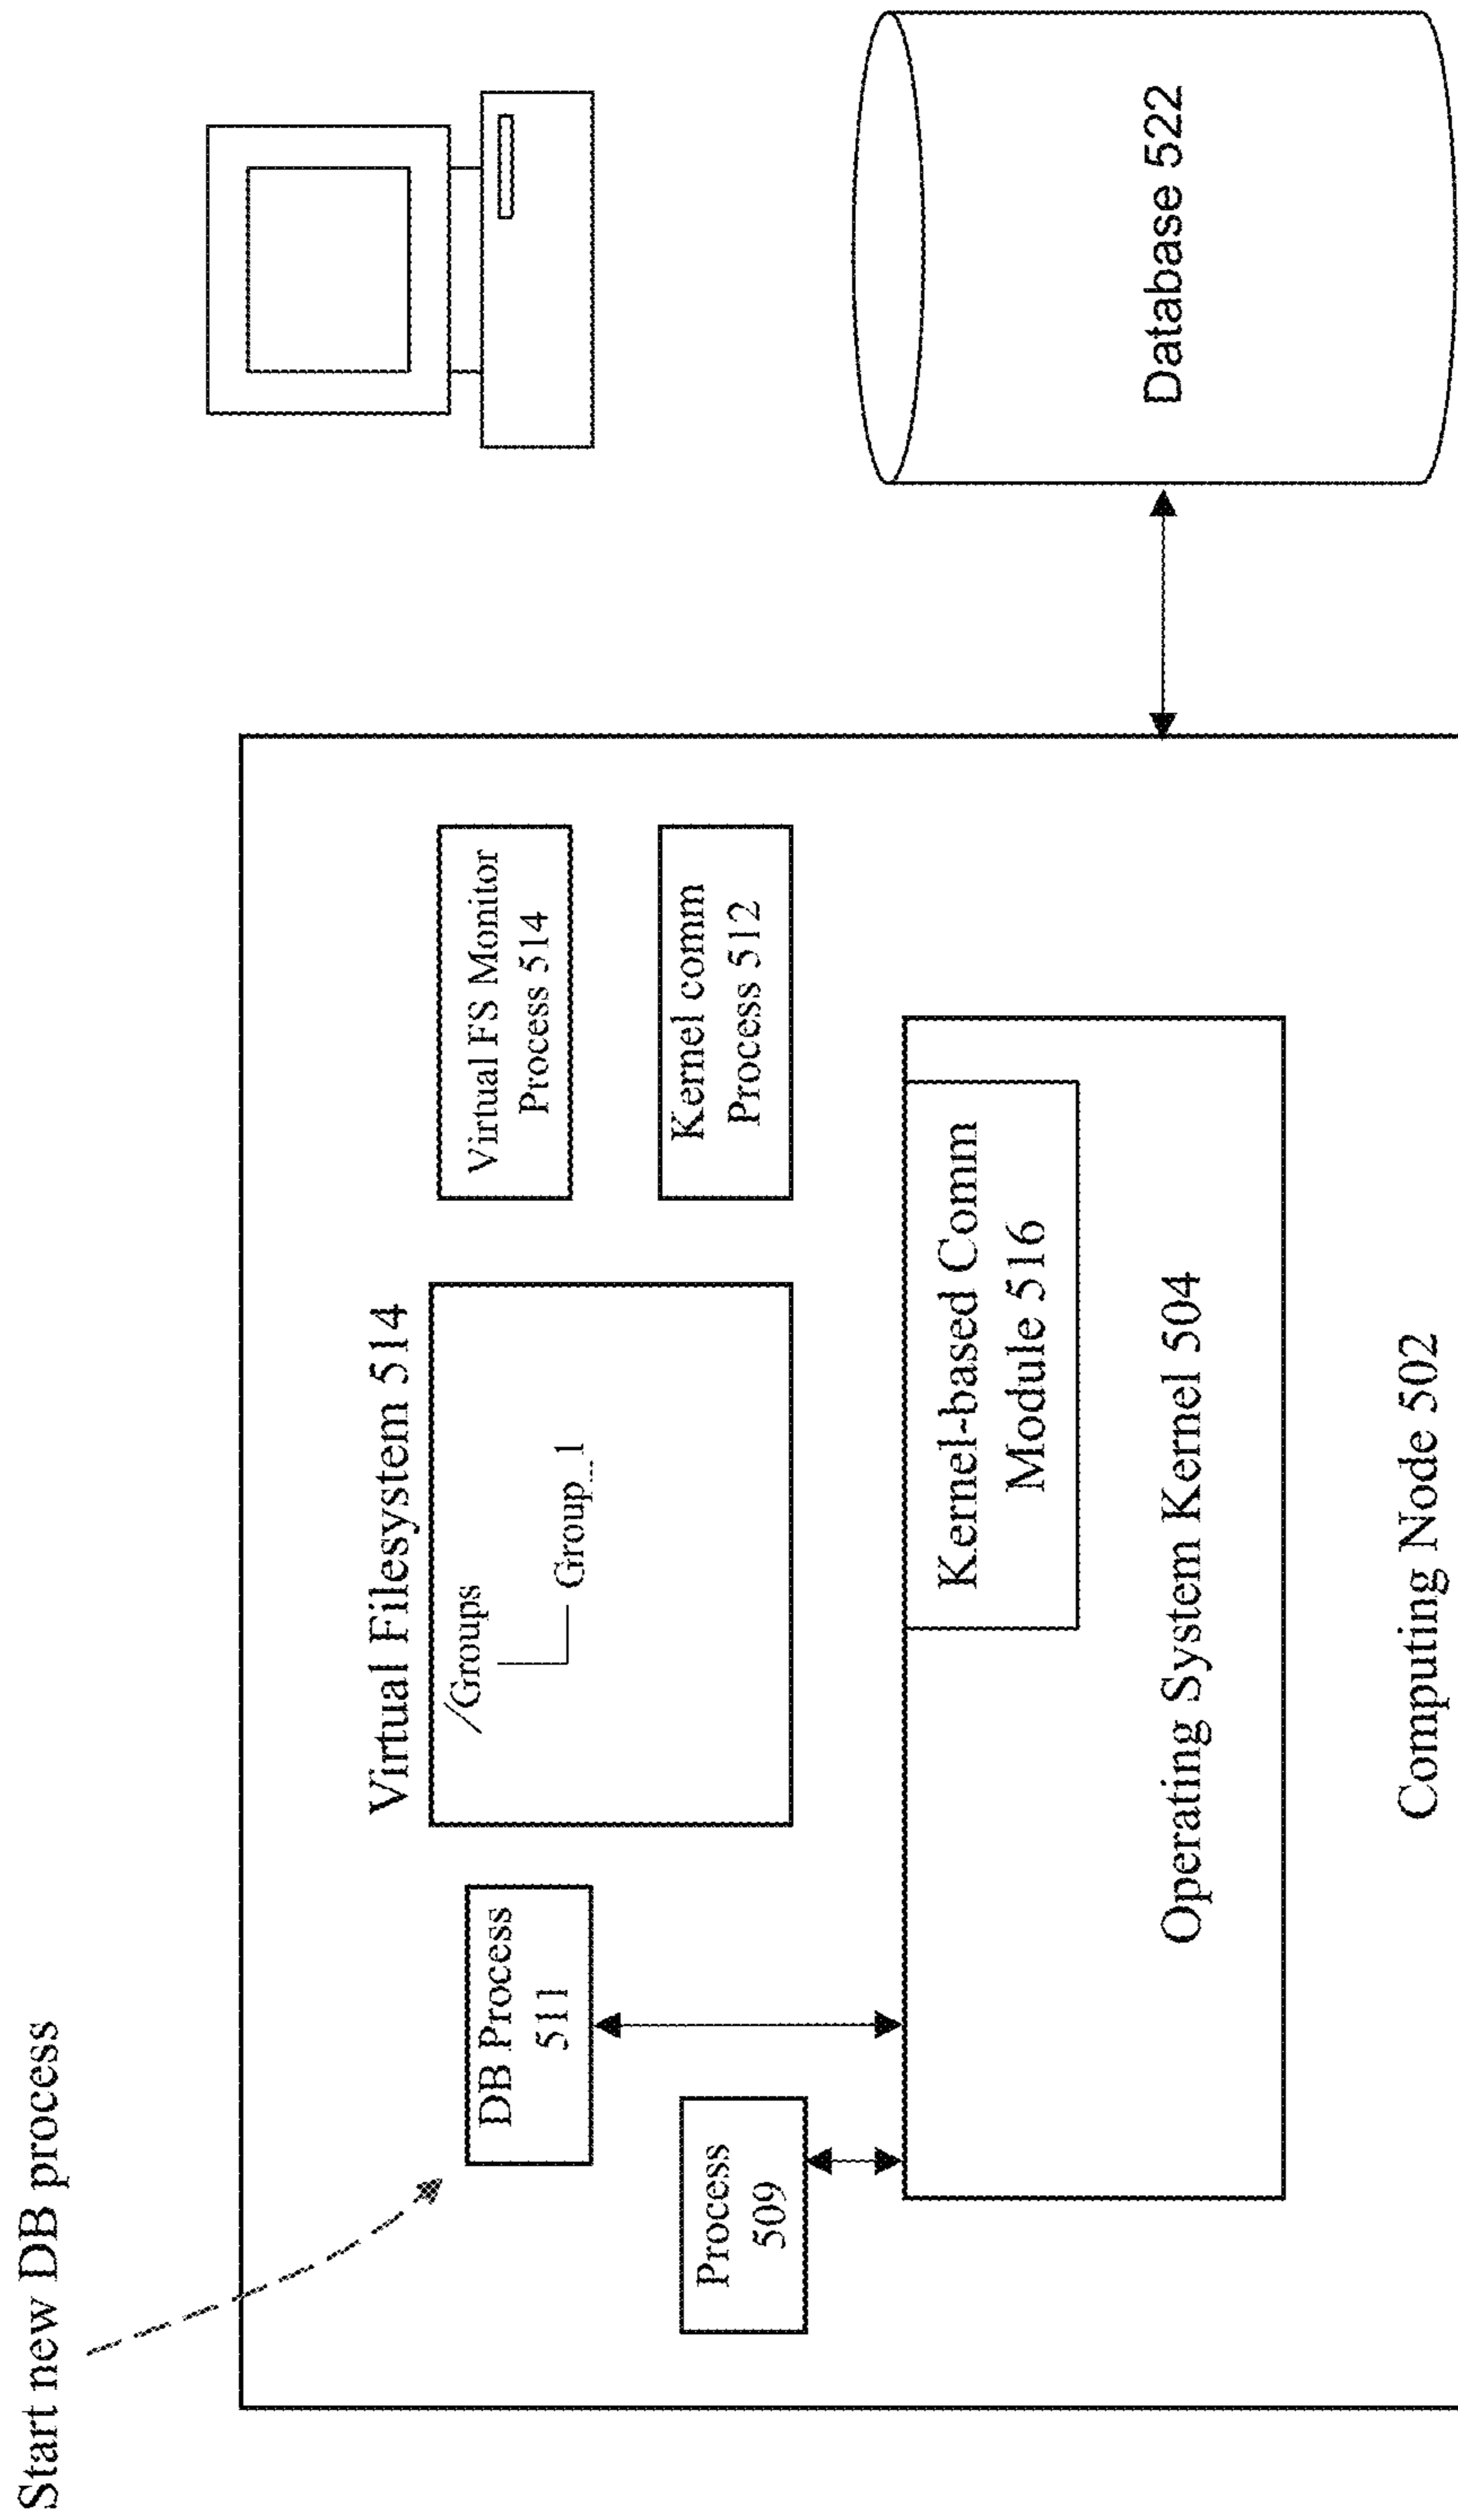 Start new DB process
Virtual Filesystem 514
/Groups
Group_1
DB Process
511
Process
509
Virtual FS Monitor
Process 514
Kernel comm
Process 512
Kernel-based Comm
Module 516
Operating System Kernel 504
Computing Node 502
Database 522